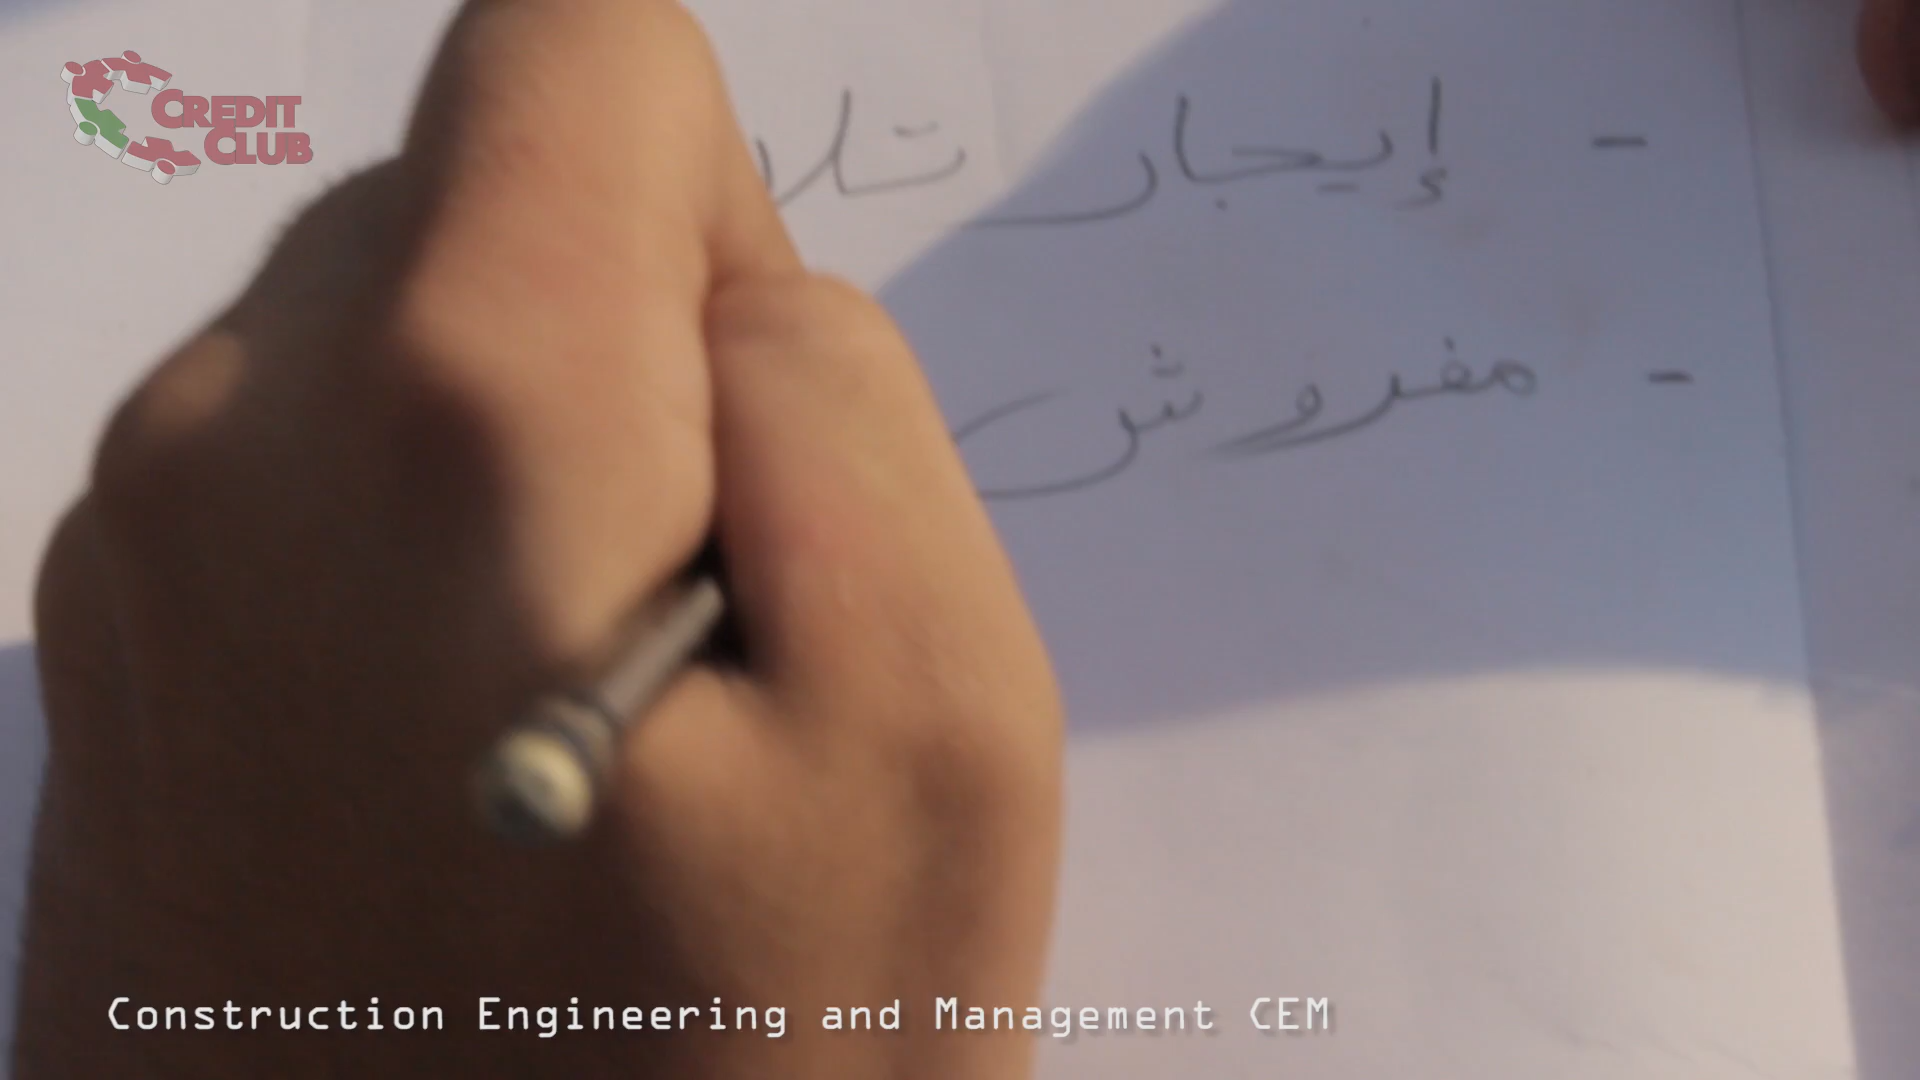 CREDIT
CLUB
- إيجار
- مفروش
Construction Engineering and Management CEM